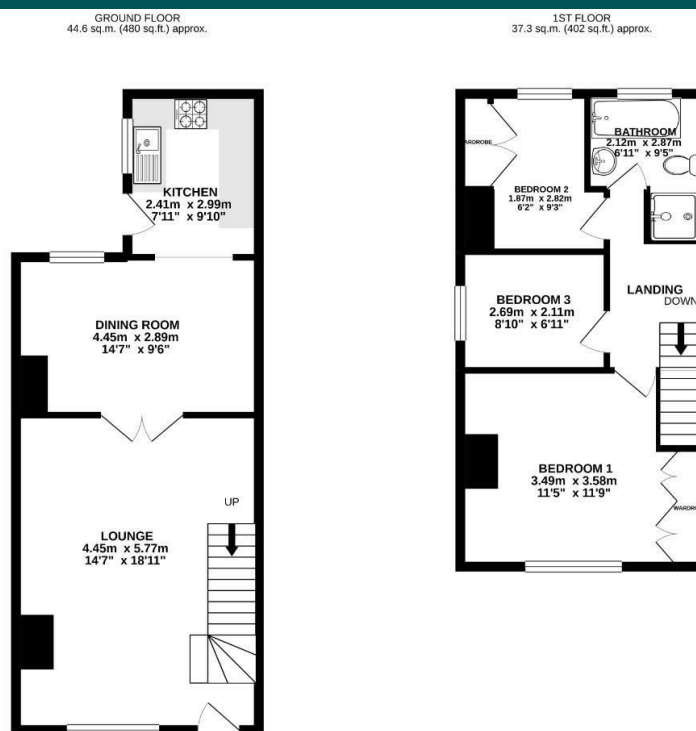 GROUND FLOOR
44.6 sq.m. (480 sq.ft.) approx.
KITCHEN
2.41m x 2.99m
7'11" x 9'10"
DINING ROOM
4.45m x 2.89m
14'7" x 9'6"
UP
LOUNGE
4.45m x 5.77m
14'7" x 18'11"
1ST FLOOR
37.3 sq.m. (402 sq.ft.) approx.
BATHROOM
2.12m x 2.87m
6'11" x 9'5"
ARDROBE
BEDROOM 2
1.87m x 2.82m
6'2" x 9'3"
BEDROOM 3
2.69m x 2.11m
8'10" x 6'11"
LANDING
DOWN
BEDROOM 1
3.49m x 3.58m
11'5" x 11'9"
WARDRO